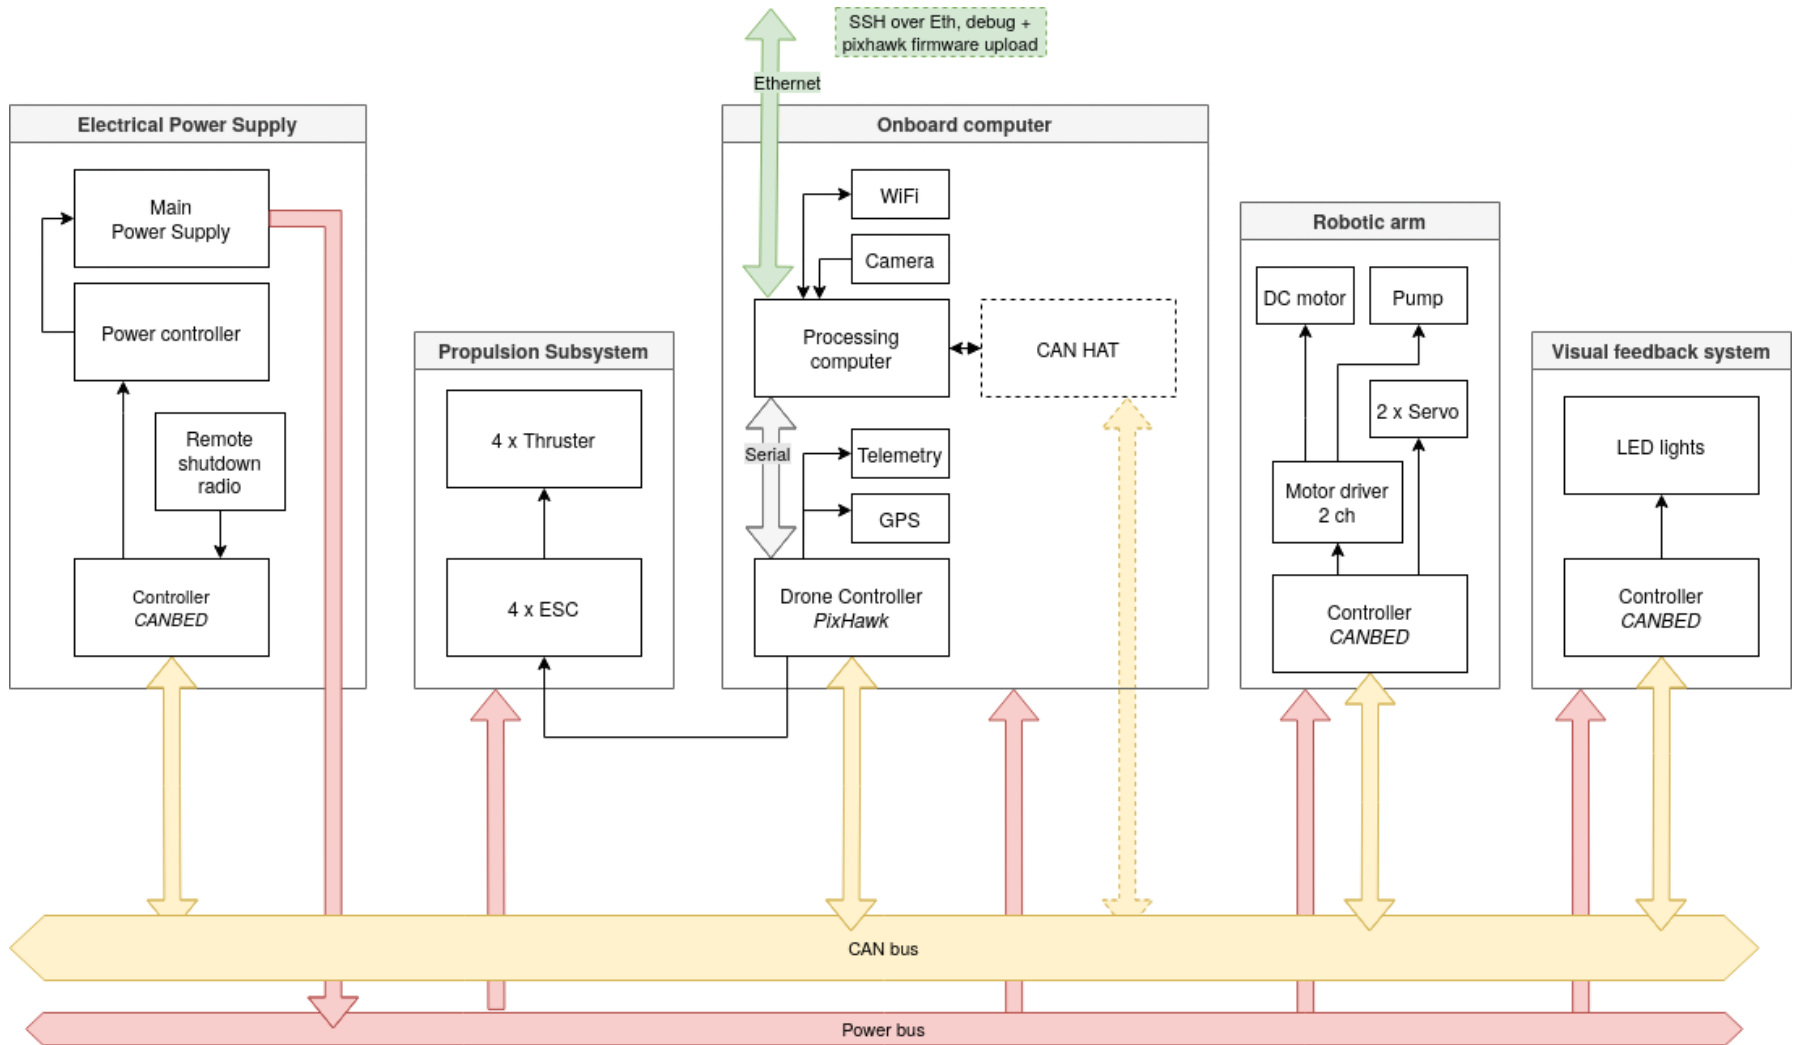 SSH over Eth, debug +
pixhawk firmware upload
Ethernet
Electrical Power Supply
Main
Power Supply
Power controller
Remote
shutdown
radio
Controller
CANBED
Propulsion Subsystem
4 x Thruster
4 x ESC
Onboard computer
WiFi
Camera
Processing
computer
CAN HAT
Serial
Telemetry
GPS
Drone Controller
PixHawk
Robotic arm
DC motor
Pump
2 x Servo
Motor driver
2 ch
Controller
CANBED
Visual feedback system
LED lights
Controller
CANBED
CAN bus
Power bus